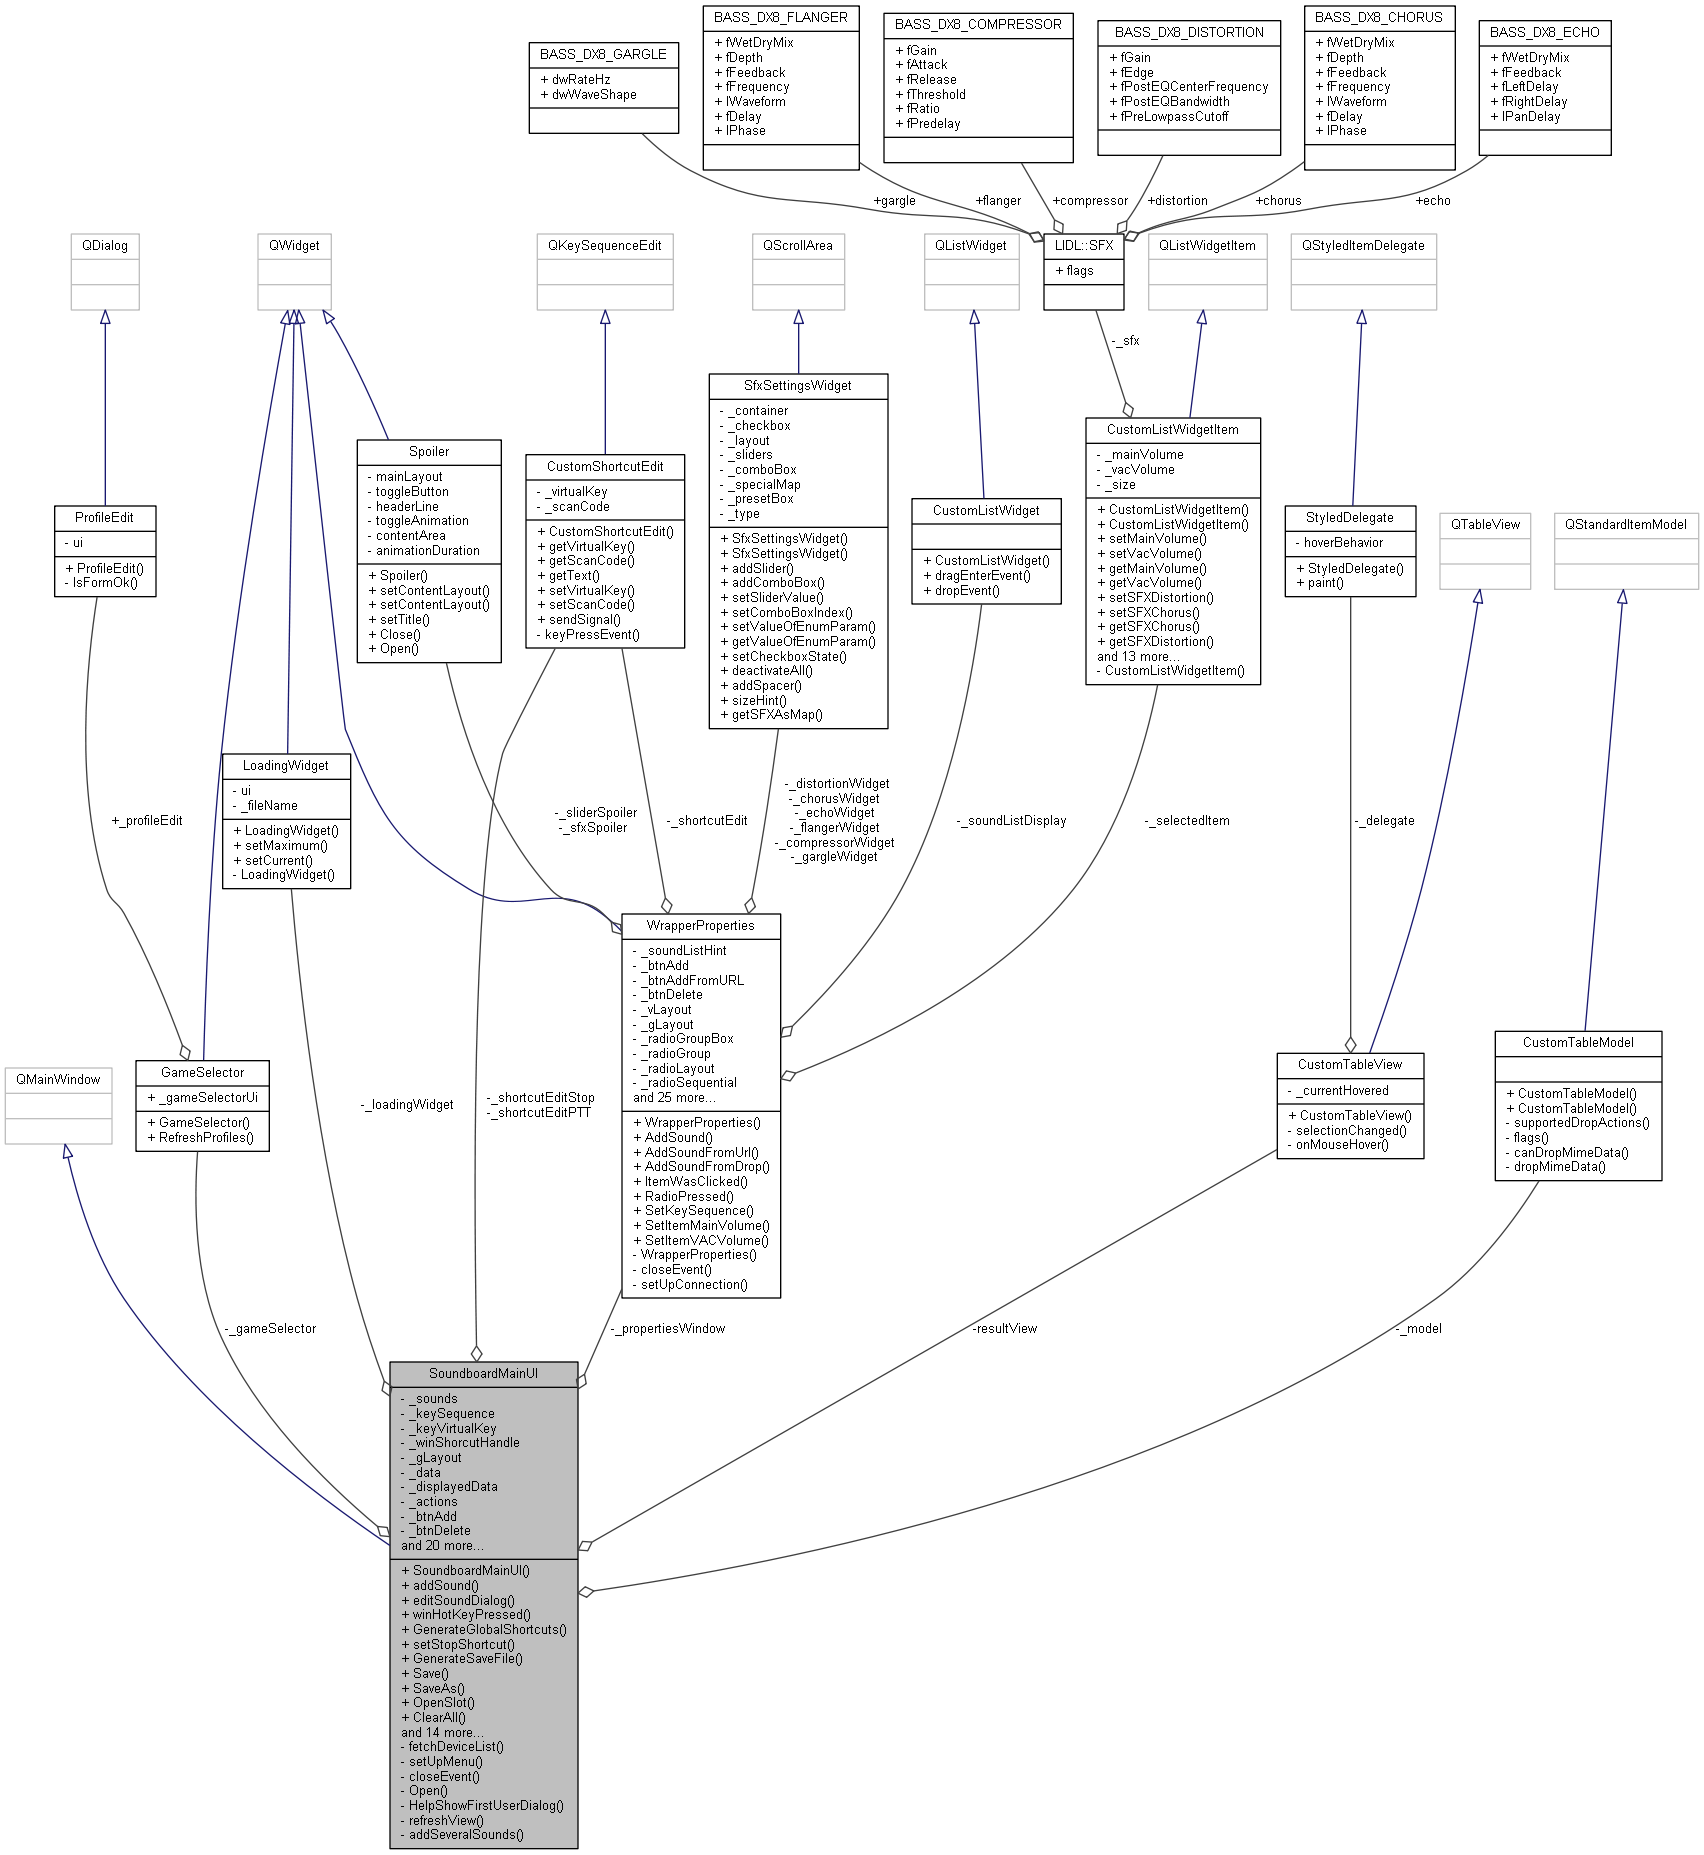 BASS_DX8_GARGLE
+ dwRateHz
+ dwWaveShape
BASS_DX8_FLANGER
+ fWetDryMix
+ fDepth
+ fFeedback
+ fFrequency
+ lWaveform
+ fDelay
+ lPhase
BASS_DX8_COMPRESSOR
+ fGain
+ fAttack
+ fRelease
+ fThreshold
+ fRatio
+ fPredelay
BASS_DX8_DISTORTION
+ fGain
+ fEdge
+ fPostEQCenterFrequency
+ fPostEQBandwidth
+ fPreLowpassCutoff
BASS_DX8_CHORUS
+ fWetDryMix
+ fDepth
+ fFeedback
+ fFrequency
+ lWaveform
+ fDelay
+ lPhase
BASS_DX8_ECHO
+ fWetDryMix
+ fFeedback
+ fLeftDelay
+ fRightDelay
+ lPanDelay
+gargle
+flanger
+compressor
+distortion
+chorus
+echo
QDialog
QWidget
QKeySequenceEdit
QScrollArea
QListWidget
LIDL::SFX
+ flags
QListWidgetItem
QStyledItemDelegate
-_sfx
SfxSettingsWidget
- _container
- _checkbox
- _layout
- _sliders
- _comboBox
- _specialMap
- _presetBox
- _type
+ SfxSettingsWidget()
+ SfxSettingsWidget()
+ addSlider()
+ addComboBox()
+ setSliderValue()
+ setComboBoxIndex()
+ setValueOfEnumParam()
+ getValueOfEnumParam()
+ setCheckboxState()
+ deactivateAll()
+ addSpacer()
+ sizeHint()
+ getSFXAsMap()
CustomListWidgetItem
- _mainVolume
- _vacVolume
- _size
+ CustomListWidgetItem()
+ CustomListWidgetItem()
+ setMainVolume()
+ setVacVolume()
+ getMainVolume()
+ getVacVolume()
+ setSFXDistortion()
+ setSFXChorus()
+ getSFXChorus()
+ getSFXDistortion()
and 13 more...
- CustomListWidgetItem()
Spoiler
- mainLayout
- toggleButton
- headerLine
- toggleAnimation
- contentArea
- animationDuration
+ Spoiler()
+ setContentLayout()
+ setContentLayout()
+ setTitle()
+ Close()
+ Open()
CustomShortcutEdit
- _virtualKey
- _scanCode
+ CustomShortcutEdit()
+ getVirtualKey()
+ getScanCode()
+ getText()
+ setVirtualKey()
+ setScanCode()
+ sendSignal()
- keyPressEvent()
CustomListWidget
+ CustomListWidget()
+ dragEnterEvent()
+ dropEvent()
ProfileEdit
- ui
+ ProfileEdit()
- IsFormOk()
StyledDelegate
- hoverBehavior
+ StyledDelegate()
+ paint()
QTableView
QStandardItemModel
LoadingWidget
- ui
- _fileName
+ LoadingWidget()
+ setMaximum()
+ setCurrent()
- LoadingWidget()
+_profileEdit
-_sliderSpoiler
-_sfxSpoiler
-_shortcutEdit
-_distortionWidget
-_chorusWidget
-_echoWidget
-_flangerWidget
-_compressorWidget
-_gargleWidget
-_soundListDisplay
-_selectedItem
-_delegate
WrapperProperties
- _soundListHint
- _btnAdd
- _btnAddFromURL
- _btnDelete
- _vLayout
- _gLayout
- _radioGroupBox
- _radioGroup
- _radioLayout
- _radioSequential
and 25 more...
+ WrapperProperties()
+ AddSound()
+ AddSoundFromUrl()
+ AddSoundFromDrop()
+ ItemWasClicked()
+ RadioPressed()
+ SetKeySequence()
+ SetItemMainVolume()
+ SetItemVACVolume()
- WrapperProperties()
- closeEvent()
- setUpConnection()
CustomTableModel
+ CustomTableModel()
+ CustomTableModel()
- supportedDropActions()
- flags()
- canDropMimeData()
- dropMimeData()
CustomTableView
- _currentHovered
+ CustomTableView()
- selectionChanged()
- onMouseHover()
GameSelector
+ _gameSelectorUi
+ GameSelector()
+ RefreshProfiles()
QMainWindow
-_loadingWidget
-_shortcutEditStop
-_shortcutEditPTT
-_gameSelector
-_propertiesWindow
-resultView
-_model
SoundboardMainUI
- _sounds
- _keySequence
- _keyVirtualKey
- _winShorcutHandle
- _gLayout
- _data
- _displayedData
- _actions
- _btnAdd
- _btnDelete
and 20 more...
+ SoundboardMainUI()
+ addSound()
+ editSoundDialog()
+ winHotKeyPressed()
+ GenerateGlobalShortcuts()
+ setStopShortcut()
+ GenerateSaveFile()
+ Save()
+ SaveAs()
+ OpenSlot()
+ ClearAll()
and 14 more...
- fetchDeviceList()
- setUpMenu()
- closeEvent()
- Open()
- HelpShowFirstUserDialog()
- refreshView()
- addSeveralSounds()